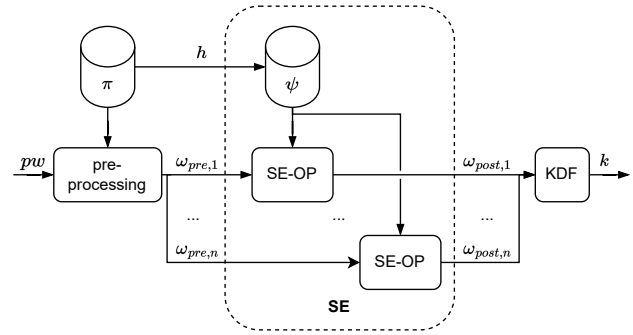 h
π
ψ
pw
pre-
processing
ω_{pre,1}
SE-OP
ω_{post,1}
KDF
k
...
...
...
ω_{pre,n}
SE-OP
ω_{post,n}
SE